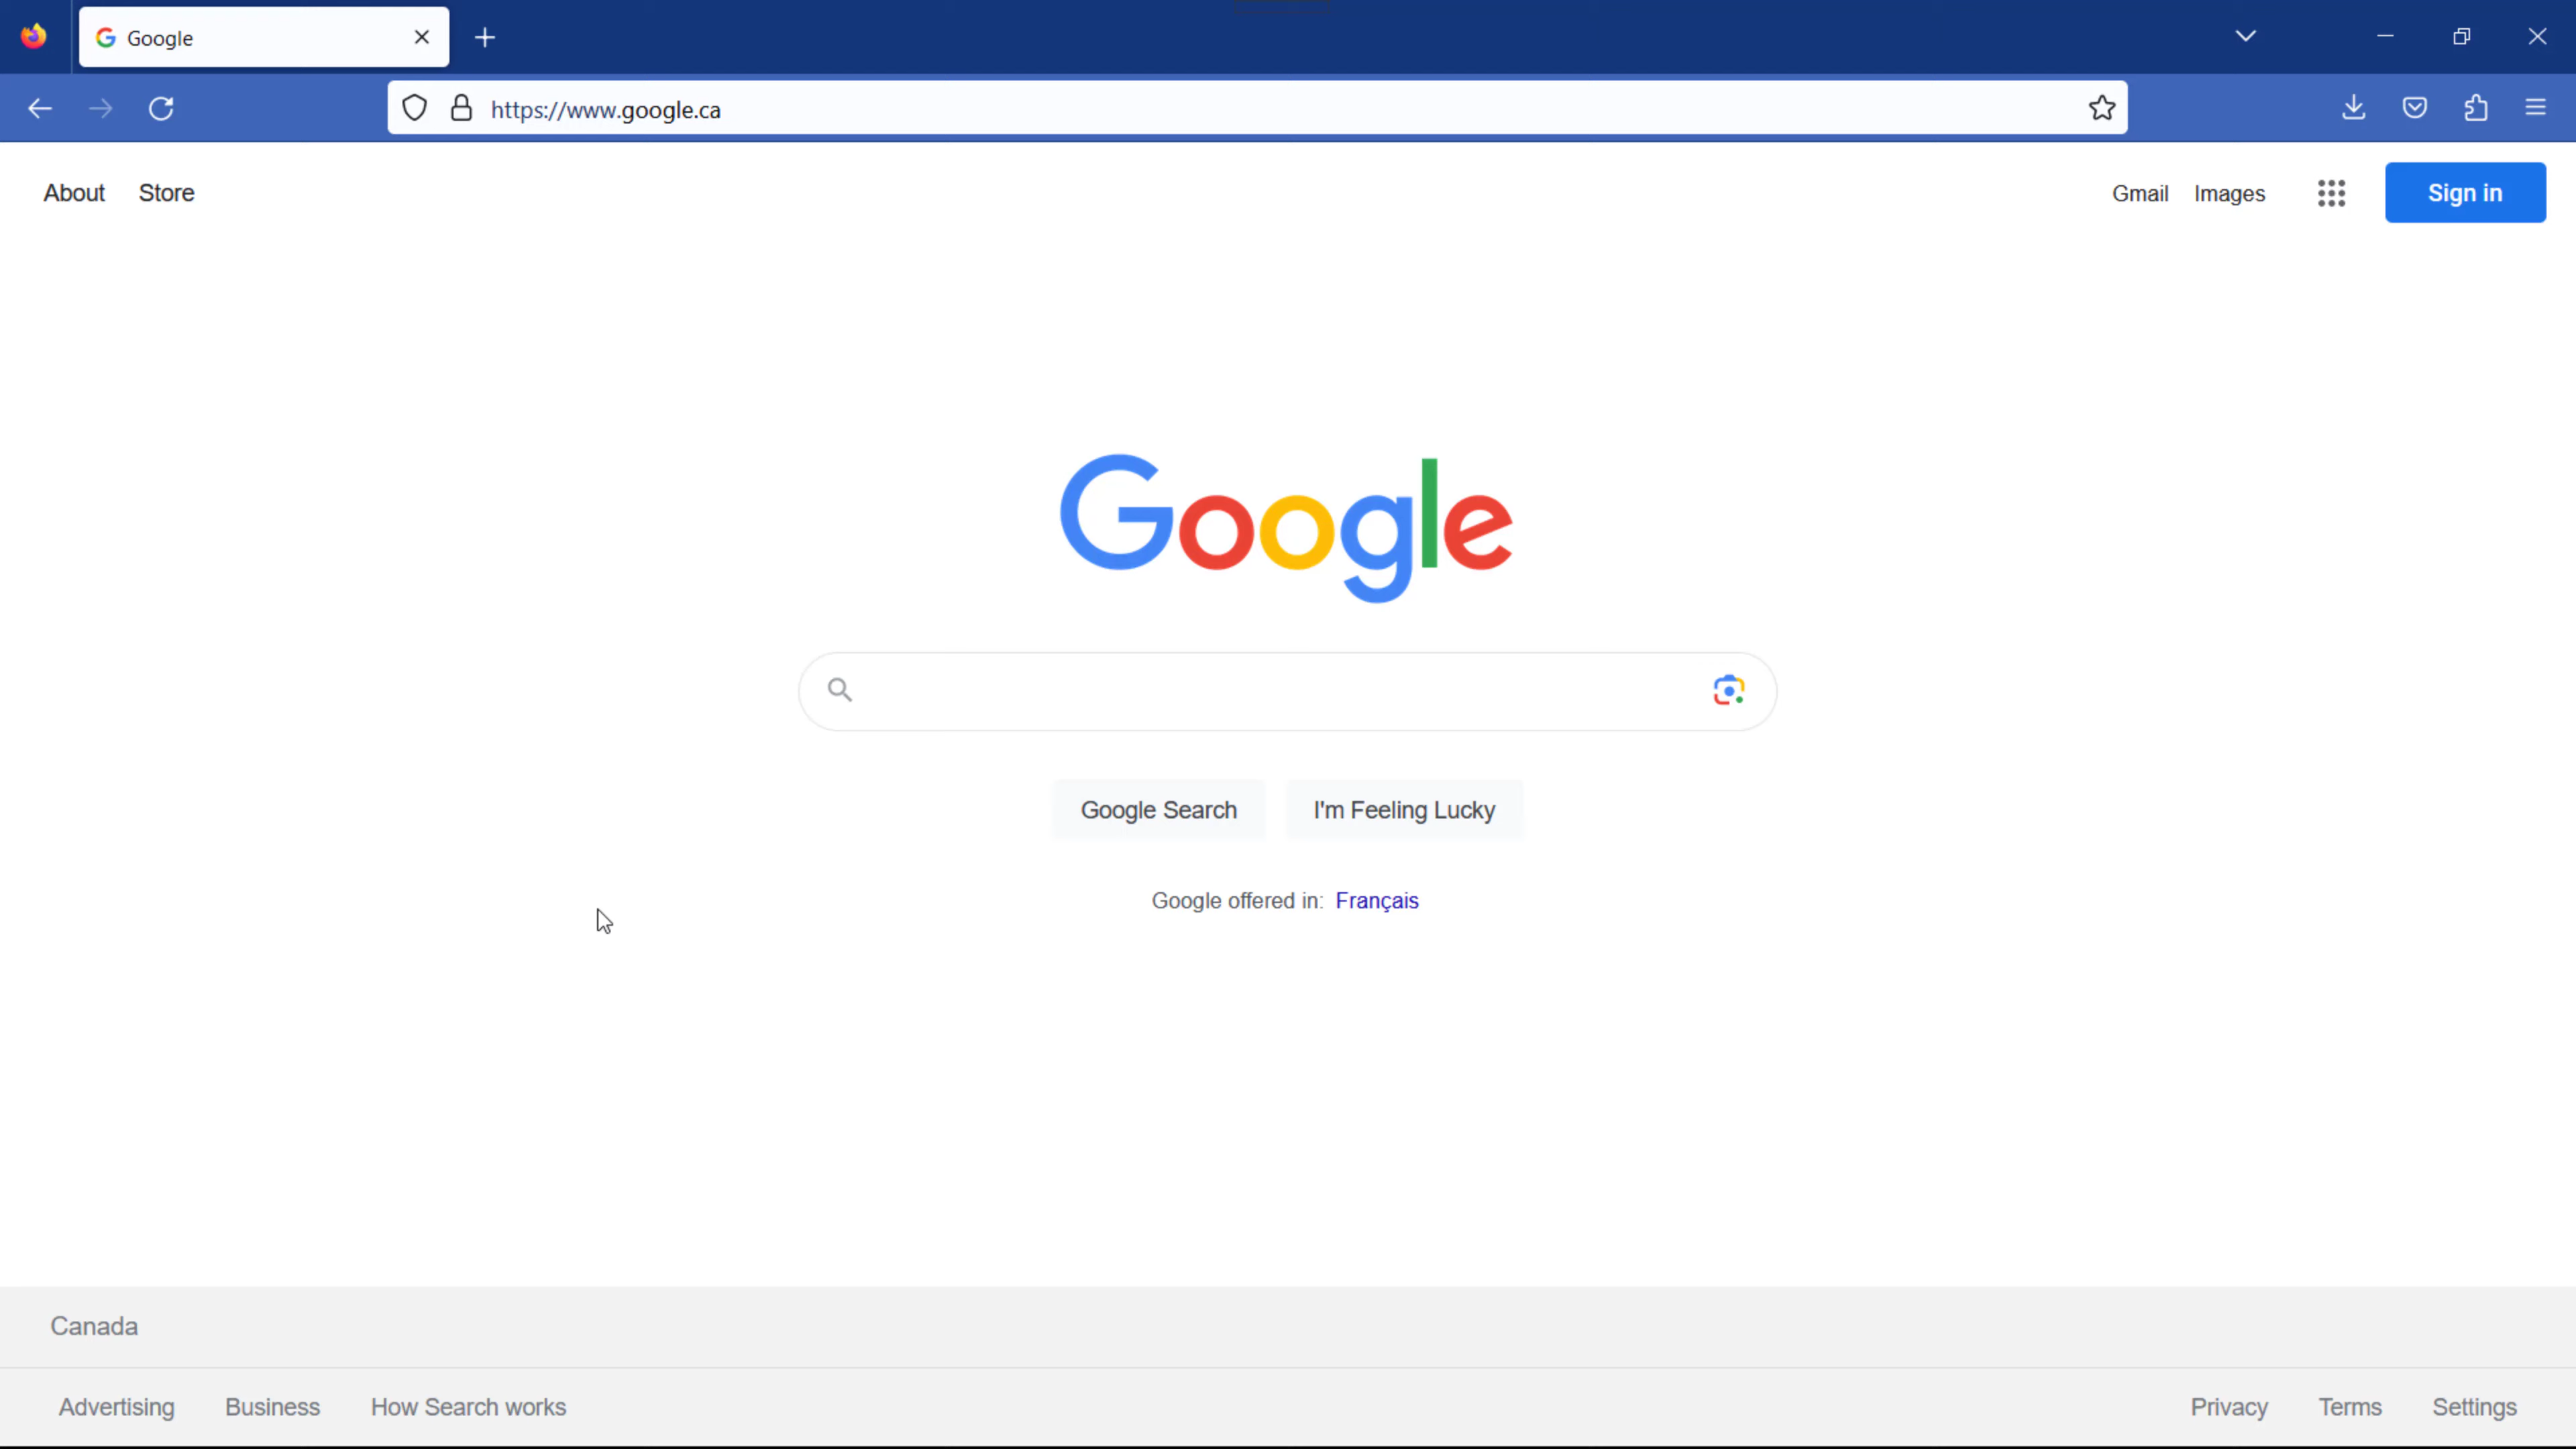 Google
https://www.google.ca
About Store Gmail Images Sign in
Google
Google Search I'm Feeling Lucky
Google offered in: Français
Canada
Advertising Business How Search works Privacy Terms Settings